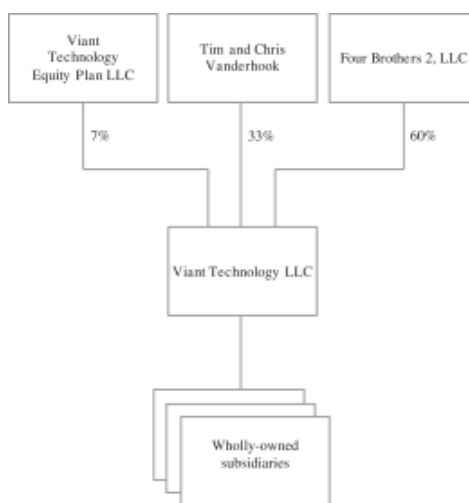 Viant
Technology
Equity Plan LLC
Tim and Chris
Vanderhook
Four Brothers 2, LLC
7%
33%
60%
Viant Technology LLC
Wholly-owned
subsidiaries